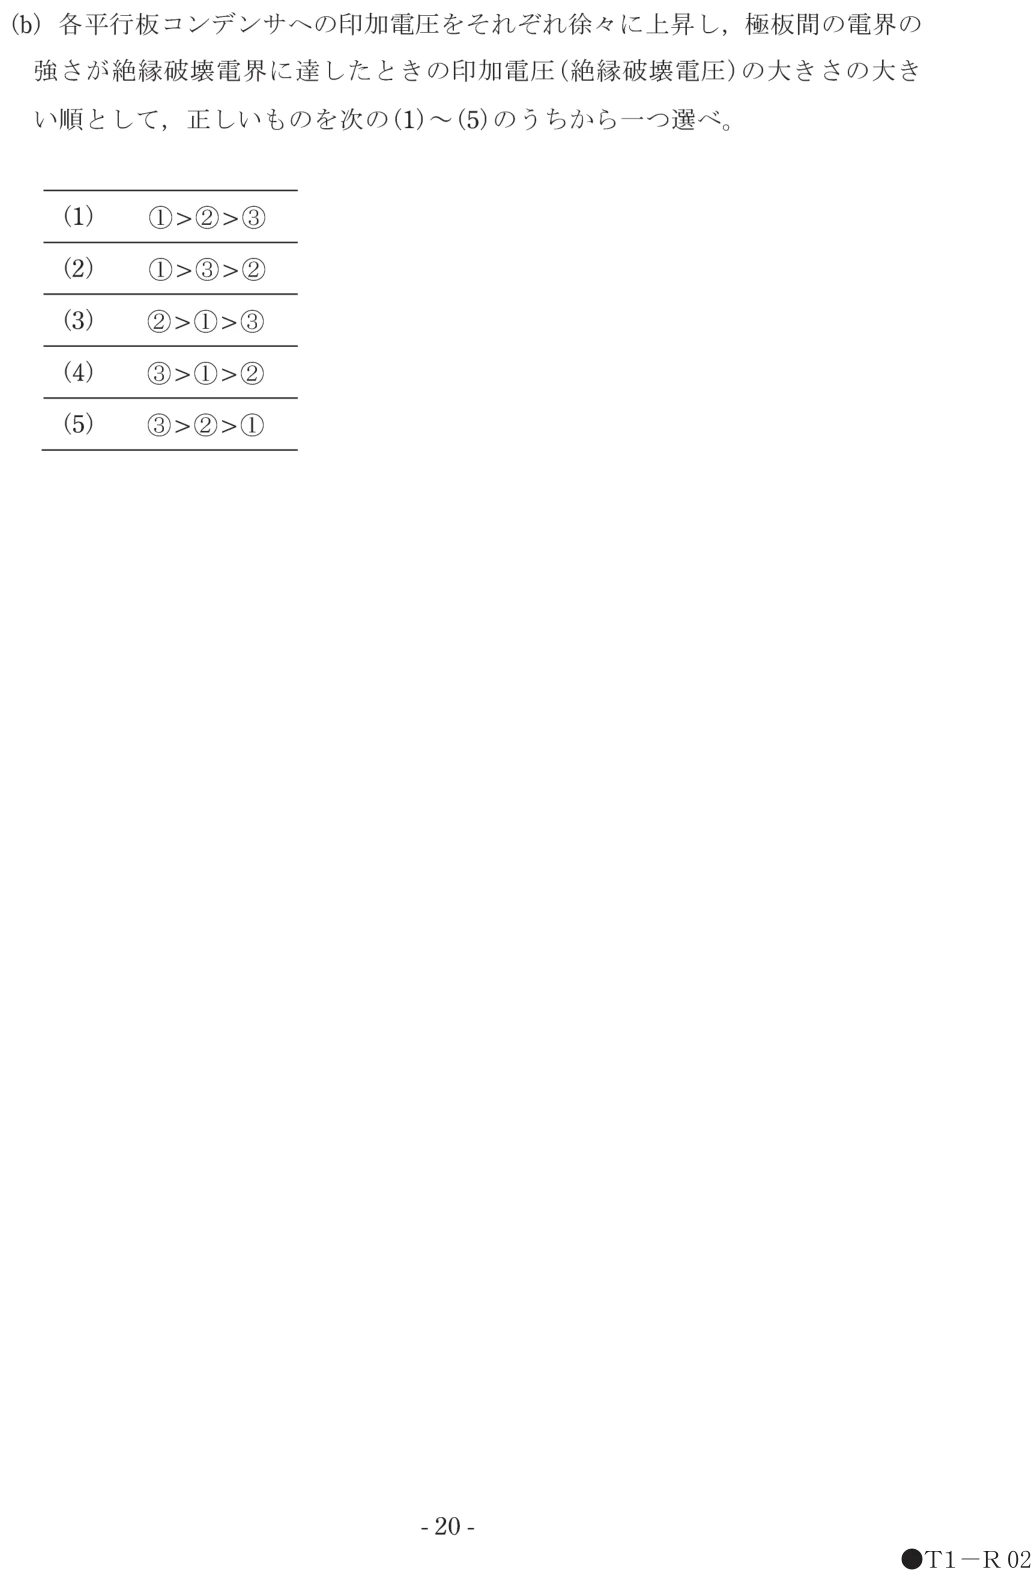 (b) 各平行板コンデンサへの印加電圧をそれぞれ徐々に上昇し，極板間の電界の
強さが絶縁破壊電界に達したときの印加電圧(絶縁破壊電圧)の大きさの大き
い順として，正しいものを次の(1)～(5)のうちから一つ選べ。
(1) ①>②>③
(2) ①>③>②
(3) ②>①>③
(4) ③>①>②
(5) ③>②>①
- 20 -
●T1－R 02